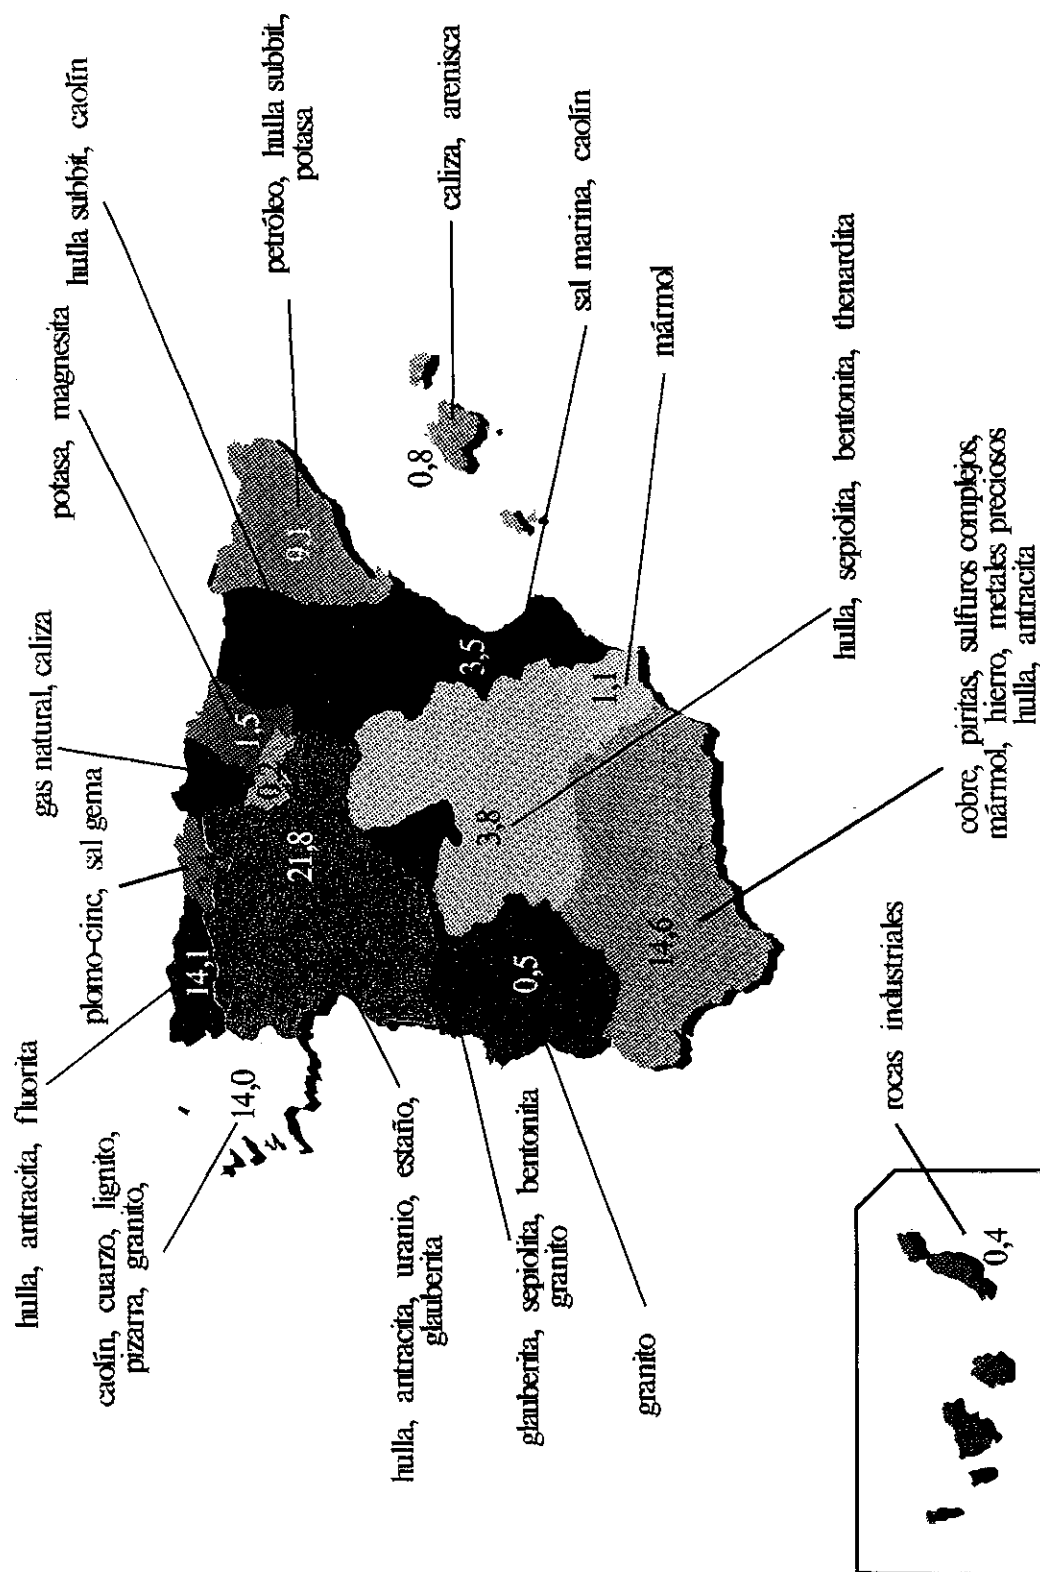 hulla, antracita, fluorita
caolín, cuarzo, lignito,
pizarra, granito,
14,0
14,1
plomo-cinc, sal gema
gas natural, caliza
potasa, magnesita
hulla subbit, caolín
petróleo, hulla subbit,
potasa
caliza, arenisca
sal marina, caolín
mármol
hulla, sepiolita, bentonita, thenardita
cobre, piritas, sulfuros complejos,
mármol, hierro, metales preciosos
hulla, antracita
hulla, antracita, uranio, estaño,
glauberita
glauberita, sepiolita, bentonita
granito
granito
rocas industriales
21,8
0,2
1,5
9,1
0,8
3,5
1,1
3,8
0,5
14,6
0,4